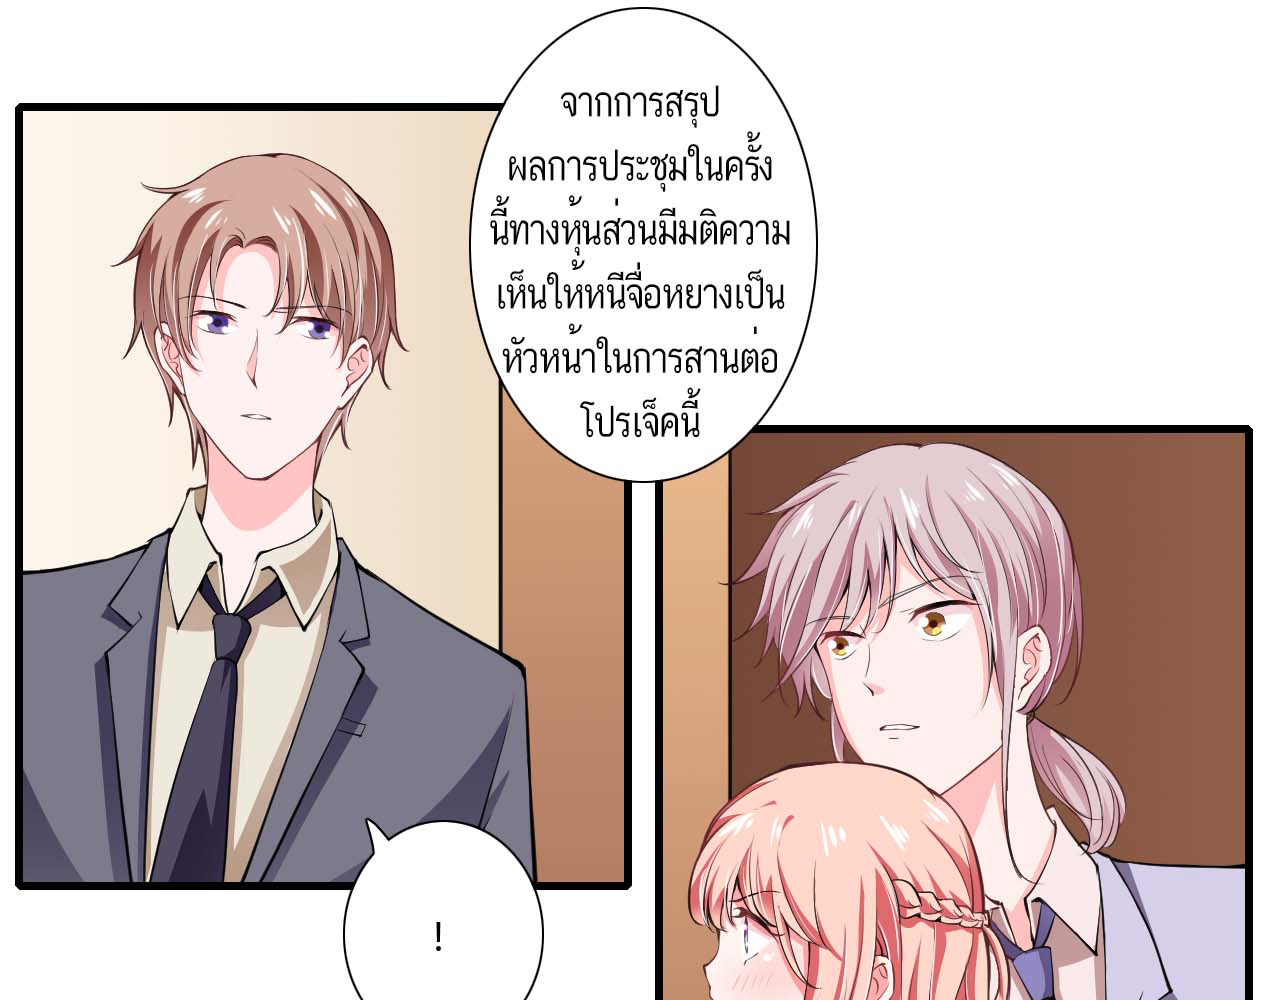 จากการสรุป
ผลการประชุมในครั้ง
นี้ทางหุ้นส่วนมีมติความ
เห็นให้หนีจื่อหยางเป็น
หัวหน้าในการสานต่อ
โปรเจ็คนี้
!